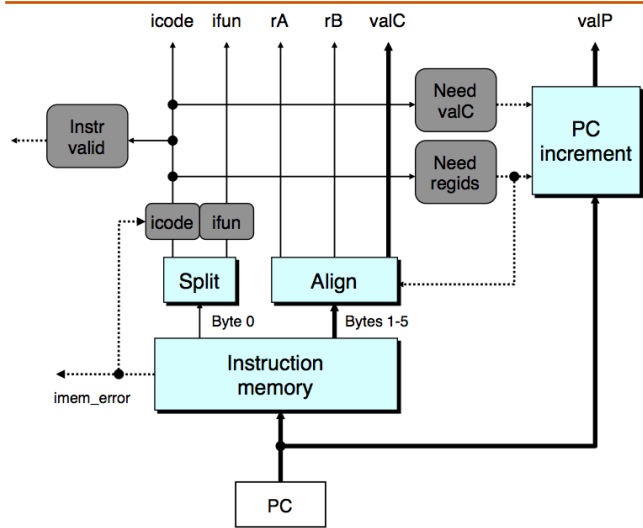 icode ifun rA rB valC valP
Need
valC
Instr
valid
PC
increment
Need
regids
icode ifun
Split Align
Byte 0 Bytes 1-5
Instruction
memory
imem_error
PC